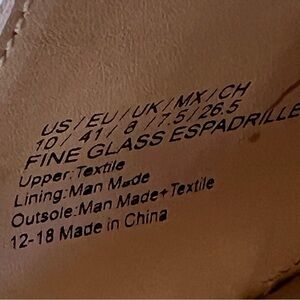 US/EU/UK/MX/CH
10/41/8/7.5/26.5
FINE GLASS ESPADRILLE
Upper:Textile
Lining:Man Made
Outsole:Man Made+Textile
12-18 Made in China